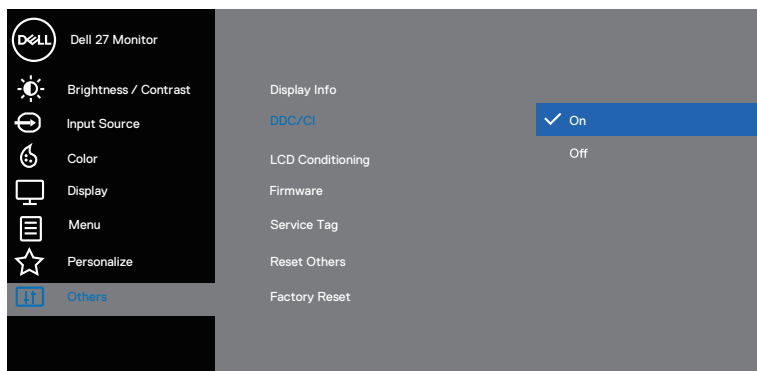 DELL
Dell 27 Monitor
Brightness / Contrast
Input Source
Color
Display
Menu
Personalize
Others
Display Info
DDC/CI
LCD Conditioning
Firmware
Service Tag
Reset Others
Factory Reset
On
Off